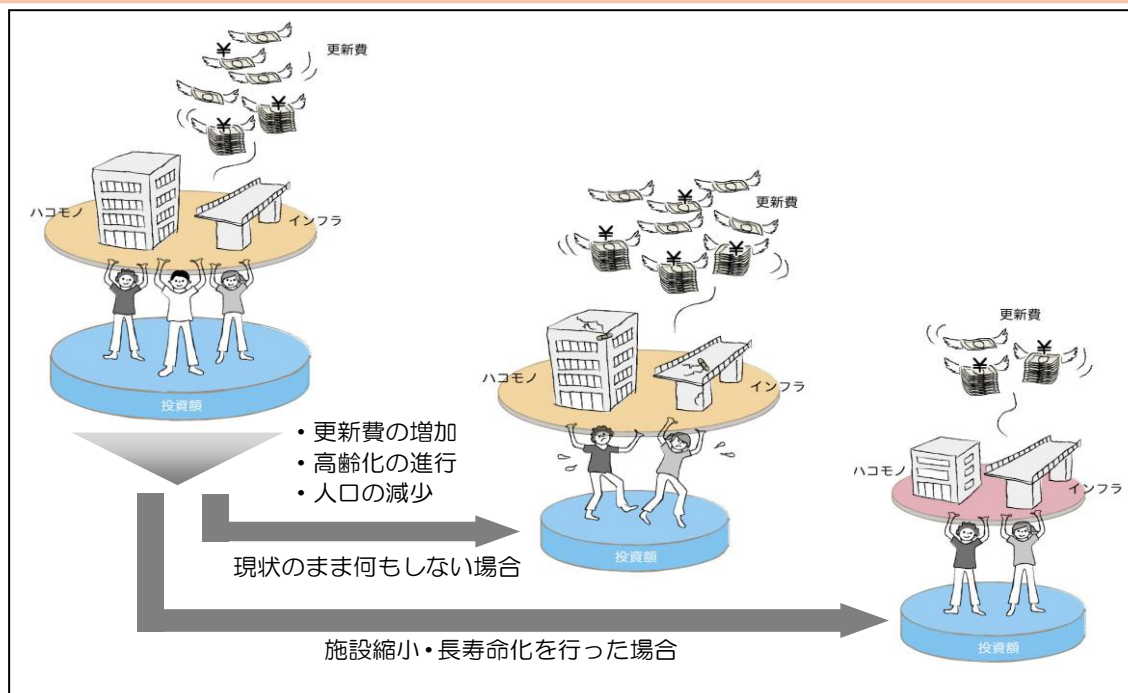 ¥
更新費
¥
¥
ハコモノ
インフラ
投資額
・更新費の増加
・高齢化の進行
・人口の減少
¥
更新費
¥
¥
¥
ハコモノ
インフラ
投資額
現状のまま何もしない場合
更新費
¥
¥
ハコモノ
インフラ
投資額
施設縮小・長寿命化を行った場合